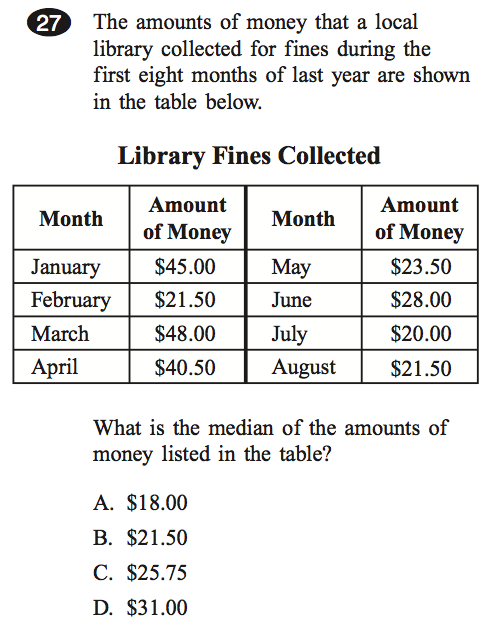 27 The amounts of money that a local
library collected for fines during the
first eight months of last year are shown
in the table below.
Library Fines Collected
Month Amount of Money Month Amount of Money
January $45.00 May $23.50
February $21.50 June $28.00
March $48.00 July $20.00
April $40.50 August $21.50
What is the median of the amounts of
money listed in the table?
A. $18.00
B. $21.50
C. $25.75
D. $31.00